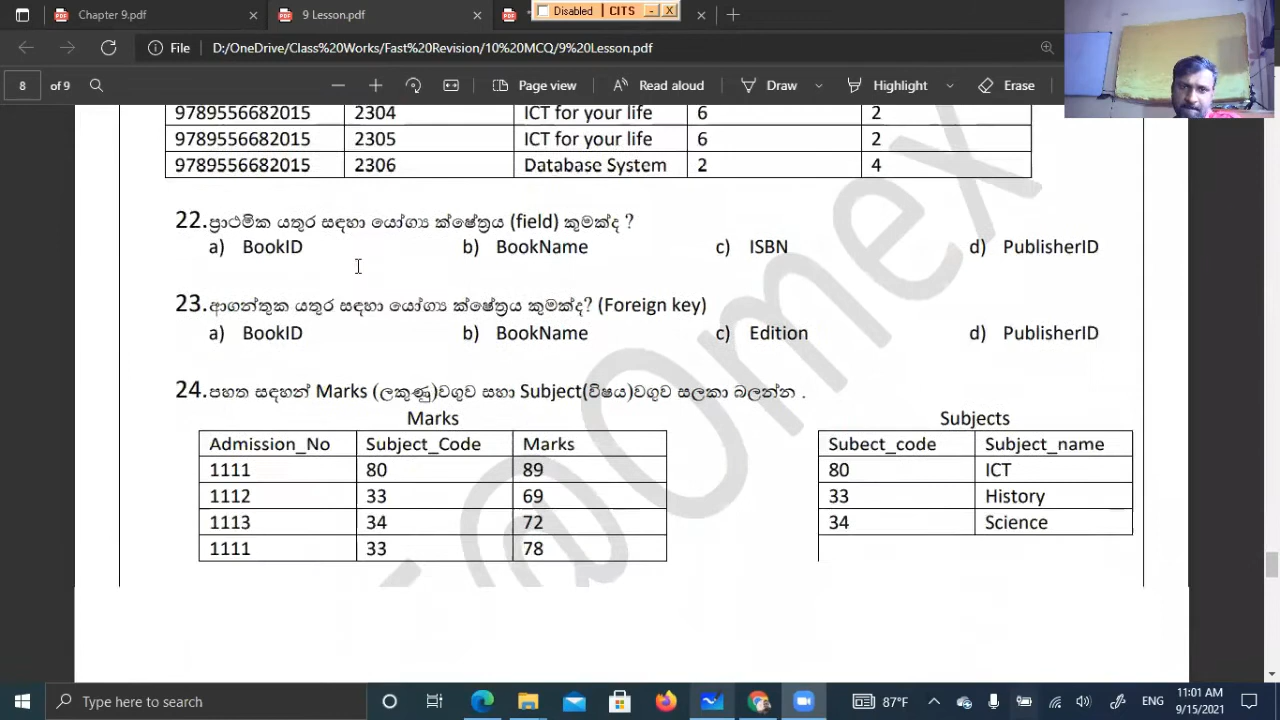 Chapter 9.pdf
9 Lesson.pdf
Disabled | CITS
File D:/OneDrive/Class%20Works/Fast%20Revision/10%20MCQ/9%20Lesson.pdf
8 of 9 Page view Read aloud Draw Highlight Erase
9789556682015 2304 ICT for your life 6 2
9789556682015 2305 ICT for your life 6 2
9789556682015 2306 Database System 2 4
22.ප්‍රාථමික යතුර සඳහා යෝග්‍ය ක්ෂේත්‍රය (field) කුමක්ද ?
a) BookID b) BookName c) ISBN d) PublisherID
23.ආගන්තුක යතුර සඳහා යෝග්‍ය ක්ෂේත්‍රය කුමක්ද? (Foreign key)
a) BookID b) BookName c) Edition d) PublisherID
24.පහත සඳහන් Marks (ලකුණු)වගුව සහා Subject(විෂය)වගුව සලකා බලන්න .
Marks Subjects
Admission_No Subject_Code Marks Subect_code Subject_name
1111 80 89 80 ICT
1112 33 69 33 History
1113 34 72 34 Science
1111 33 78
@Omex
Type here to search 87°F ENG 11:01 AM
9/15/2021